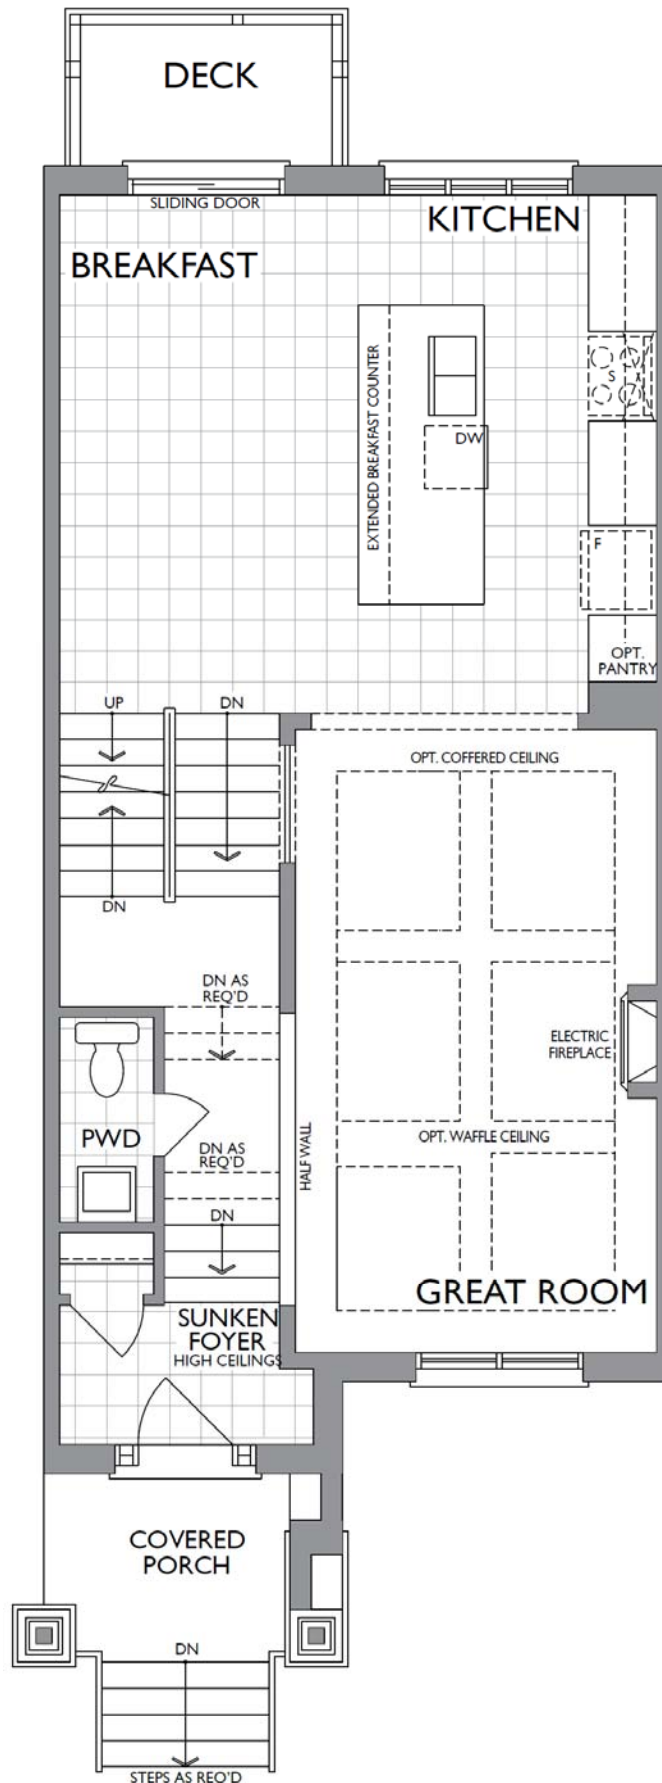 DECK
SLIDING DOOR
KITCHEN
BREAKFAST
EXTENDED BREAKFAST COUNTER
S
DW
F
OPT.
PANTRY
UP
DN
OPT. COFFERED CEILING
DN
DN AS
REQ'D
ELECTRIC
FIREPLACE
PWD
DN AS
REQ'D
HALF WALL
OPT. WAFFLE CEILING
DN
GREAT ROOM
SUNKEN
FOYER
HIGH CEILINGS
COVERED
PORCH
DN
STEPS AS REQ'D